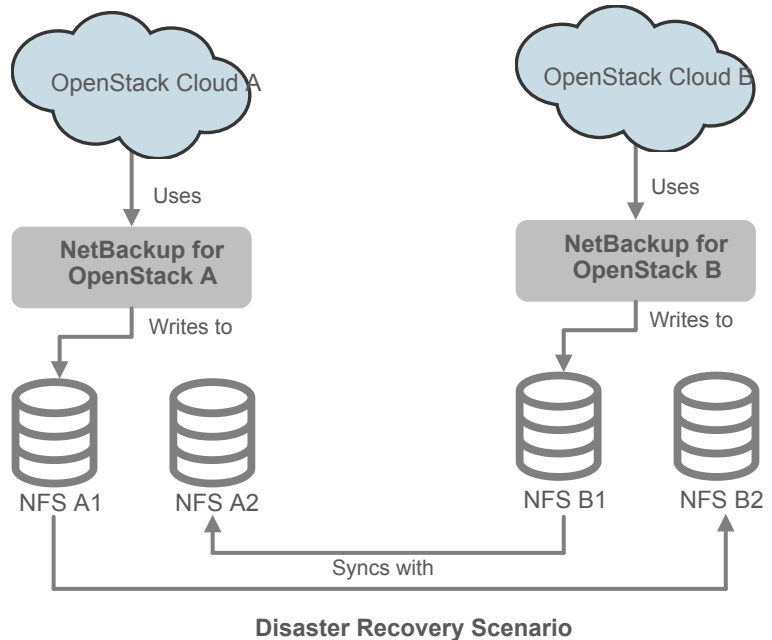 OpenStack Cloud A
OpenStack Cloud B
Uses
Uses
NetBackup for
OpenStack A
NetBackup for
OpenStack B
Writes to
Writes to
NFS A1
NFS A2
NFS B1
NFS B2
Syncs with
Disaster Recovery Scenario